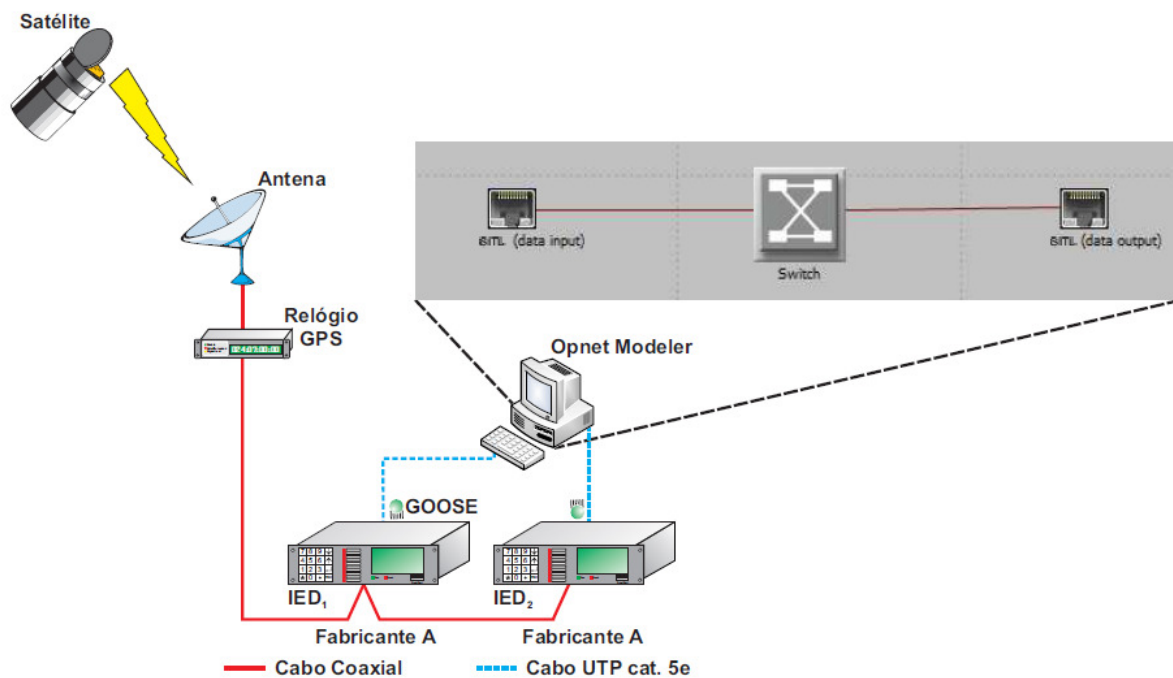 Satélite
Antena
Relógio
GPS
SITL (data input)
Switch
SITL (data output)
Opnet Modeler
GOOSE
IED₁
IED₂
Fabricante A
Fabricante A
Cabo Coaxial
Cabo UTP cat. 5e